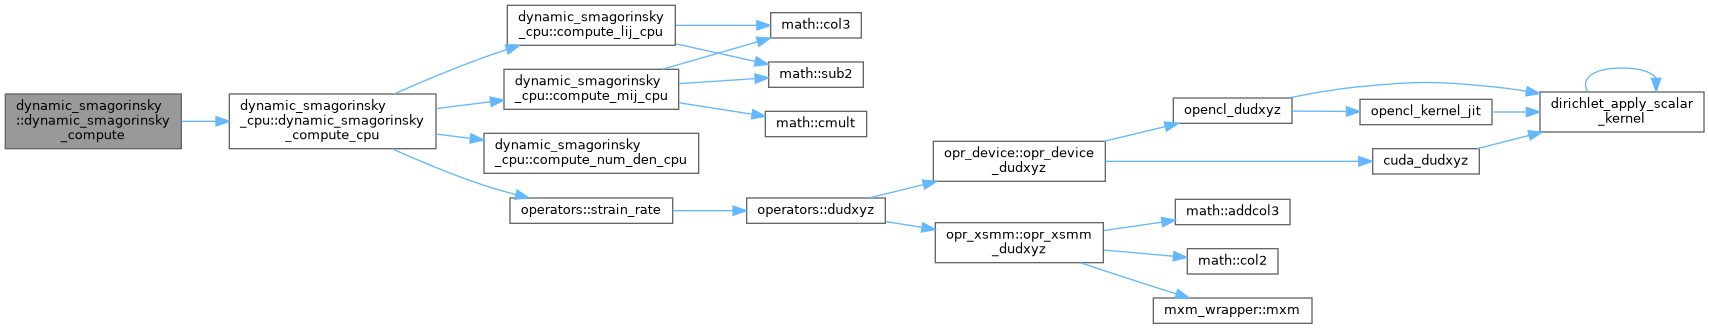 dynamic_smagorinsky
::dynamic_smagorinsky
_compute
dynamic_smagorinsky
_cpu::dynamic_smagorinsky
_compute_cpu
dynamic_smagorinsky
_cpu::compute_lij_cpu
dynamic_smagorinsky
_cpu::compute_mij_cpu
dynamic_smagorinsky
_cpu::compute_num_den_cpu
operators::strain_rate
math::col3
math::sub2
math::cmult
operators::dudxyz
opr_device::opr_device
_dudxyz
opr_xsmm::opr_xsmm
_dudxyz
opencl_dudxyz
cuda_dudxyz
opencl_kernel_jit
dirichlet_apply_scalar
_kernel
math::addcol3
math::col2
mxm_wrapper::mxm